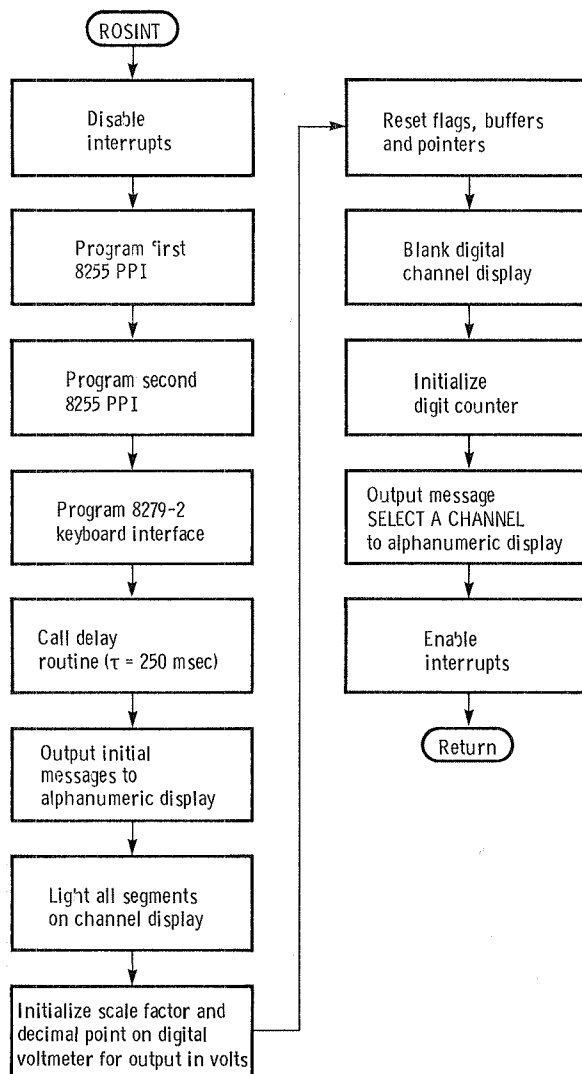 ROSINT
Disable
interrupts
Program first
8255 PPI
Program second
8255 PPI
Program 8279-2
keyboard interface
Call delay
routine (τ = 250 msec)
Output initial
messages to
alphanumeric display
Light all segments
on channel display
Initialize scale factor and
decimal point on digital
voltmeter for output in volts
Reset flags, buffers
and pointers
Blank digital
channel display
Initialize
digit counter
Output message
SELECT A CHANNEL
to alphanumeric display
Enable
interrupts
Return